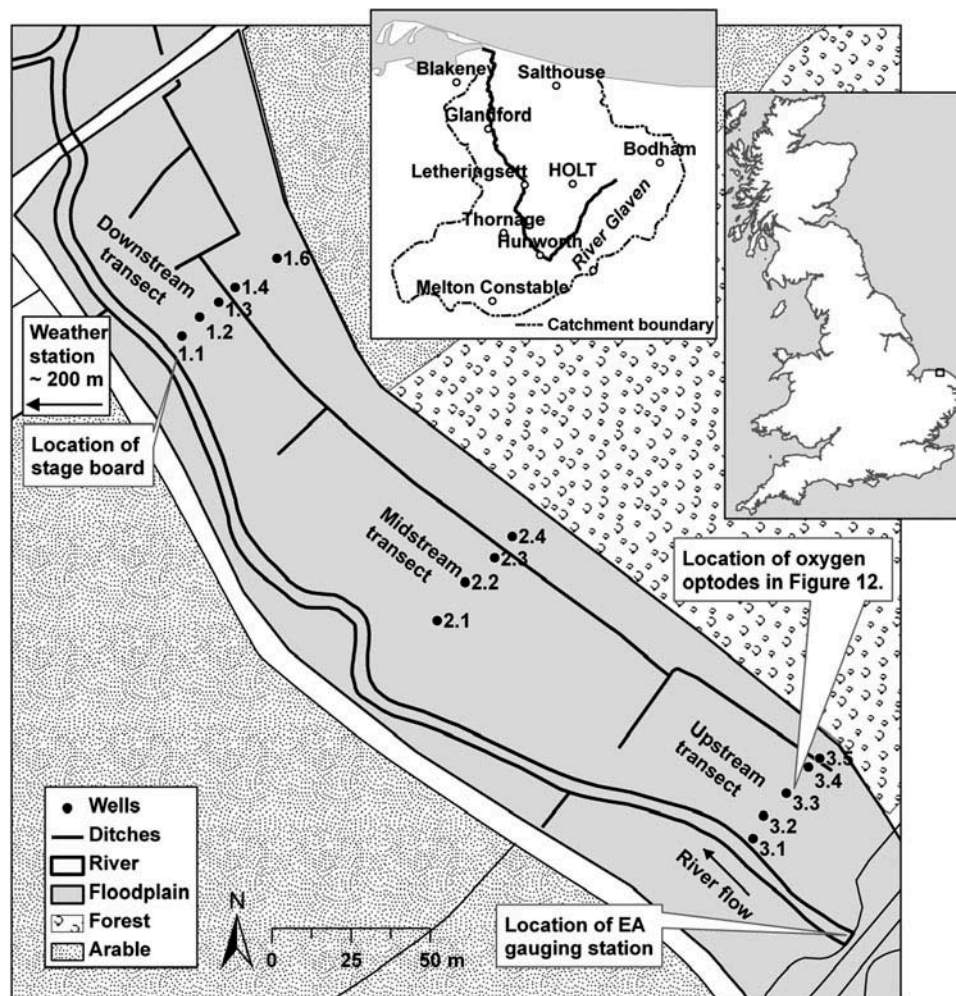 Blakeney
Salthouse
Glandford
Bodham
Letheringsett
HOLT
River Glaven
Thornage
Hunworth
Melton Constable
Catchment boundary
Downstream
transect
1.6
1.4
1.3
1.2
1.1
Weather
station
~ 200 m
Location of
stage board
Midstream
transect
2.4
2.3
2.2
2.1
Location of oxygen
optodes in Figure 12.
Upstream
transect
3.5
3.4
3.3
3.2
3.1
River flow
Location of EA
gauging station
Wells
Ditches
River
Floodplain
Forest
Arable
N
0 25 50 m